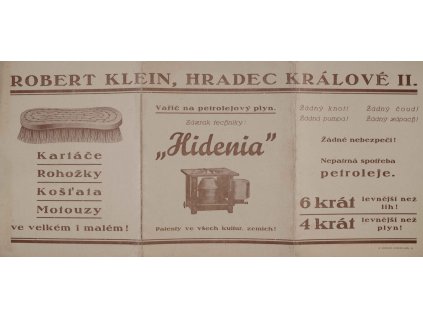 ROBERT KLEIN, HRADEC KRÁLOVÉ II.
Kartáče
Rohožky
Košťata
Motouzy
ve velkém i malém!
Vařič na petrolejový plyn.
Zázrak techniky!
„Hidenia"
Patenty ve všech kultur. zemích!
Žádný knot! Žádný čoud!
Žádná pumpa! Žádný zápach!
Žádné nebezpečí!
Nepatrná spotřeba
petroleje.
6 krát levnější než lih!
4 krát levnější než plyn!